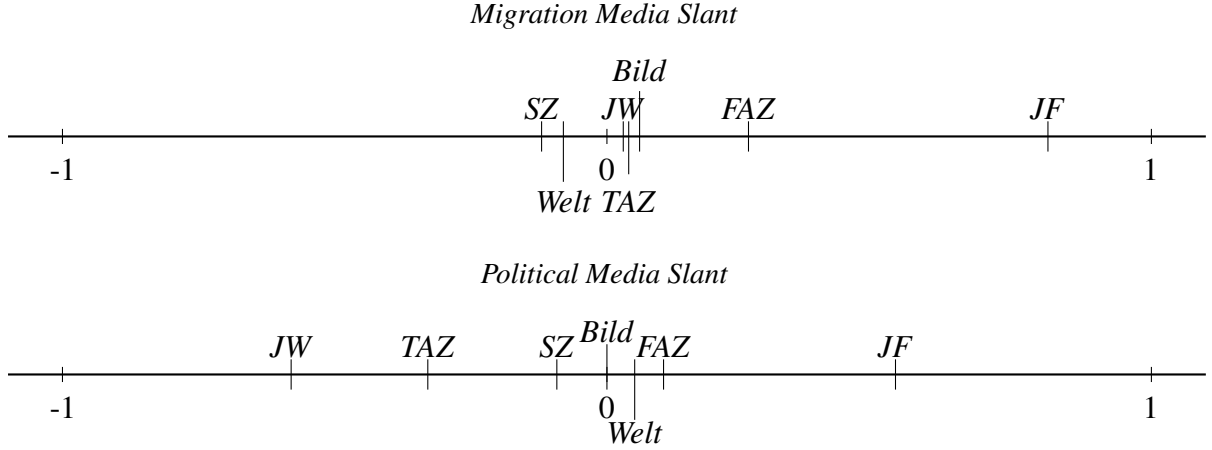 Migration Media Slant
Bild
SZ JW FAZ JF
-1 0 1
Welt TAZ
Political Media Slant
Bild
JW TAZ SZ FAZ JF
-1 0 1
Welt